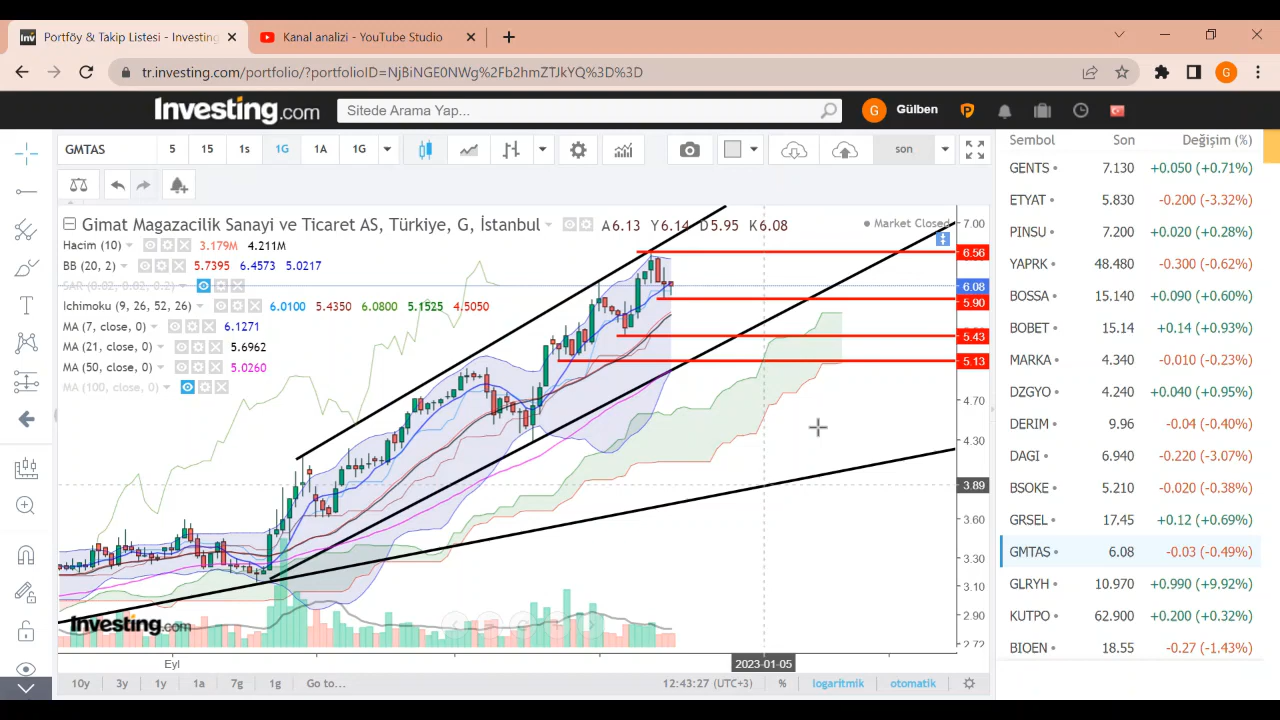 Portföy & Takip Listesi - Investing
Kanal analizi - YouTube Studio
tr.investing.com/portfolio/?portfolioID=NjBiNGE0NWg%2Fb2hmZTJkYQ%3D%3D
G
Investing.com
Sitede Arama Yap...
G
Gülben
GMTAS
5
15
1s
1G
1A
1G
son
Gimat Magazacilik Sanayi ve Ticaret AS, Türkiye, G, İstanbul
A6.13 Y6.14 D5.95 K6.08
Market Closed
Hacim (10) 3.179M 4.211M
BB (20, 2) 5.7395 6.4573 5.0217
SAR (0.02, 0.02, 0.2)
Ichimoku (9, 26, 52, 26) 6.0100 5.4350 6.0800 5.1525 4.5050
MA (7, close, 0) 6.1271
MA (21, close, 0) 5.6962
MA (50, close, 0) 5.0260
MA (100, close, 0)
7.00
6.56
6.08
5.90
5.43
5.13
4.70
4.30
3.89
3.60
3.30
3.10
2.90
2.72
Investing.com
Eyl
2023-01-05
10y 3y 1y 1a 7g 1g Go to...
12:43:27 (UTC+3) % logaritmik otomatik
Sembol Son Değişim (%)
GENTS 7.130 +0.050 (+0.71%)
ETYAT 5.830 -0.200 (-3.32%)
PINSU 7.200 +0.020 (+0.28%)
YAPRK 48.480 -0.300 (-0.62%)
BOSSA 15.140 +0.090 (+0.60%)
BOBET 15.14 +0.14 (+0.93%)
MARKA 4.340 -0.010 (-0.23%)
DZGYO 4.240 +0.040 (+0.95%)
DERIM 9.96 -0.04 (-0.40%)
DAGI 6.940 -0.220 (-3.07%)
BSOKE 5.210 -0.020 (-0.38%)
GRSEL 17.45 +0.12 (+0.69%)
GMTAS 6.08 -0.03 (-0.49%)
GLRYH 10.970 +0.990 (+9.92%)
KUTPO 62.900 +0.200 (+0.32%)
BIOEN 18.55 -0.27 (-1.43%)